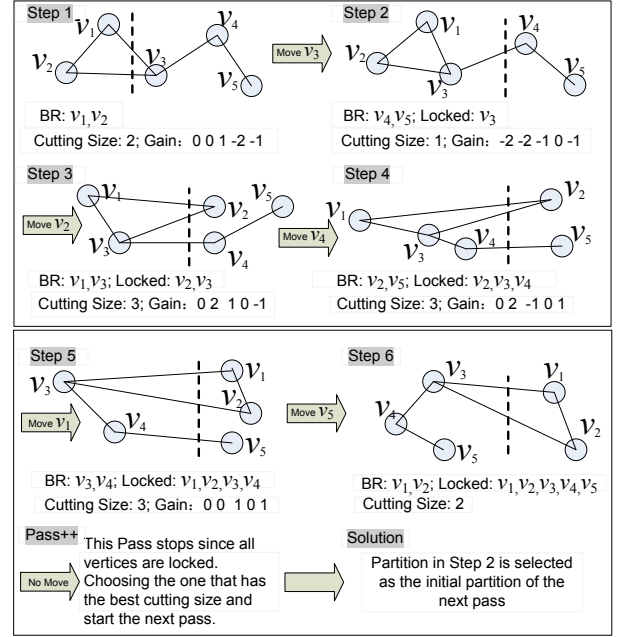 Step 1
v1
v2
v3
v4
v5
BR: v1,v2
Cutting Size: 2; Gain: 0 0 1 -2 -1
Move v3
Step 2
v1
v2
v3
v4
v5
BR: v4,v5; Locked: v3
Cutting Size: 1; Gain: -2 -2 -1 0 -1
Move v2
Step 3
v1
v5
v2
v3
v4
BR: v1,v3; Locked: v2,v3
Cutting Size: 3; Gain: 0 2 1 0 -1
Move v4
Step 4
v2
v1
v3
v4
v5
BR: v2,v5; Locked: v2,v3,v4
Cutting Size: 3; Gain: 0 2 -1 0 1
Step 5
v3
v1
v2
Move v1
v4
v5
BR: v3,v4; Locked: v1,v2,v3,v4
Cutting Size: 3; Gain: 0 0 1 0 1
Move v5
Step 6
v3
v1
v4
v2
v5
BR: v1,v2; Locked: v1,v2,v3,v4,v5
Cutting Size: 2
Pass++
No Move
This Pass stops since all
vertices are locked.
Choosing the one that has
the best cutting size and
start the next pass.
Solution
Partition in Step 2 is selected
as the initial partition of the
next pass